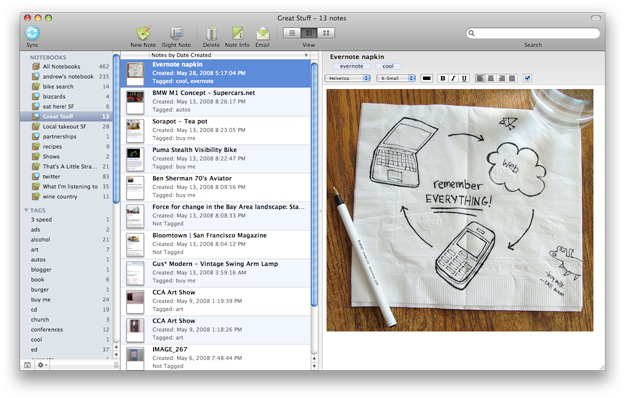 Great Stuff – 13 notes
Sync
New Note
iSight Note
Delete
Note Info
Email
View
Search
NOTEBOOKS
All Notebooks 462
andrew's notebook 235
bike search 14
bizcards 4
eat here! SF 4
Great Stuff 13
Local takeout SF 4
partnerships 4
recipes 9
Shows 2
That's A Little Stra... 7
twitter 83
What I'm listening to 36
wine country 11
TAGS
3 speed 1
ads 2
alcohol 21
art 7
autos 1
blogger 1
book 6
burger 1
buy me 24
cd 19
church 3
conferences 12
cool 1
ed 37
Notes by Date Created
Evernote napkin
Created: May 28, 2008 5:17:04 PM
Tagged: cool, evernote
BMW M1 Concept – Supercars.net
Created: May 14, 2008 8:26:17 PM
Tagged: autos
Sorapot – Tea pot
Created: May 14, 2008 8:23:05 PM
Tagged: buy me
Puma Stealth Visibility Bike
Created: May 14, 2008 8:22:47 PM
Tagged: buy me
Ben Sherman 70's Aviator
Created: May 14, 2008 8:09:56 PM
Tagged: buy me
Force for change in the Bay Area landscape: Sta...
Created: May 13, 2008 8:08:33 PM
Not Tagged
Bloomtown | San Francisco Magazine
Created: May 13, 2008 8:04:12 PM
Not Tagged
Gus* Modern – Vintage Swing Arm Lamp
Created: May 13, 2008 3:59:16 AM
Tagged: buy me
CCA Art Show
Created: May 9, 2008 1:19:39 PM
Tagged: art
CCA Art Show
Created: May 9, 2008 1:18:26 PM
Tagged: art
IMAGE_267
Created: May 6, 2008 7:48:44 PM
Not Tagged
Evernote napkin
evernote cool
Helvetica
X-Small
B I U
web
remember
EVERYTHING!